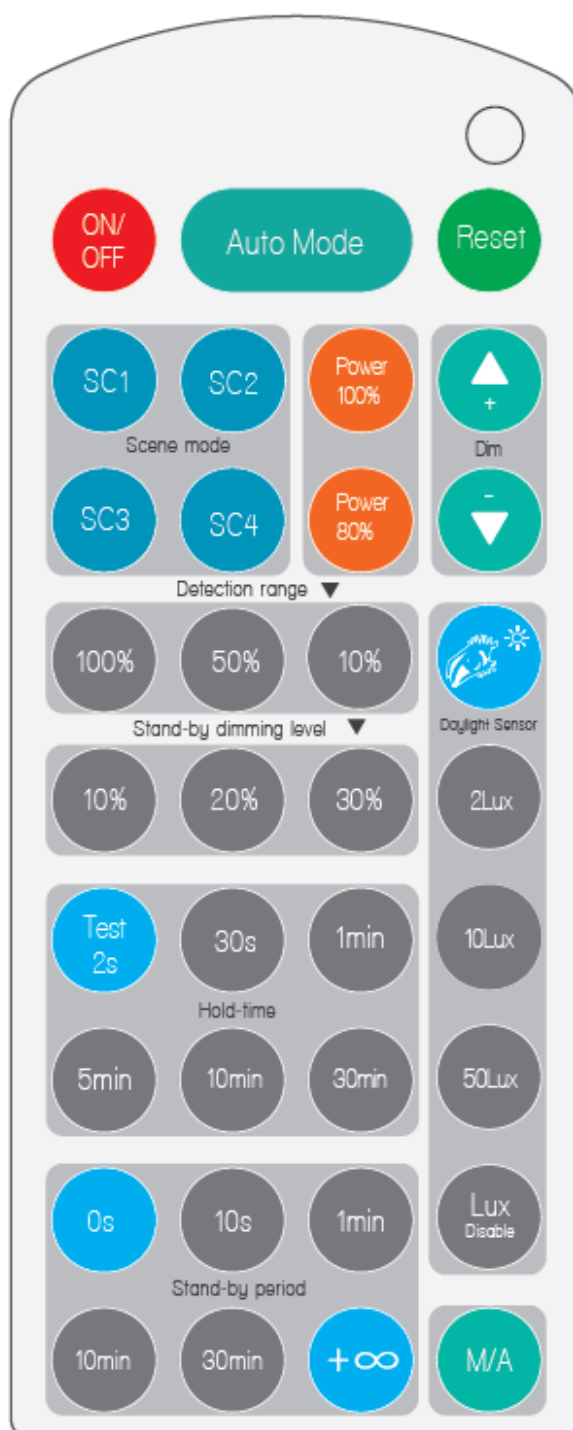 ON/
OFF
Auto Mode
Reset
SC1
SC2
Scene mode
SC3
SC4
Power
100%
Power
80%
+
Dim
-
Detection range ▼
100%
50%
10%
Stand-by dimming level ▼
10%
20%
30%
Daylight Sensor
2Lux
10Lux
50Lux
Lux
Disable
Test
2s
30s
1min
Hold-time
5min
10min
30min
0s
10s
1min
Stand-by period
10min
30min
+∞
M/A